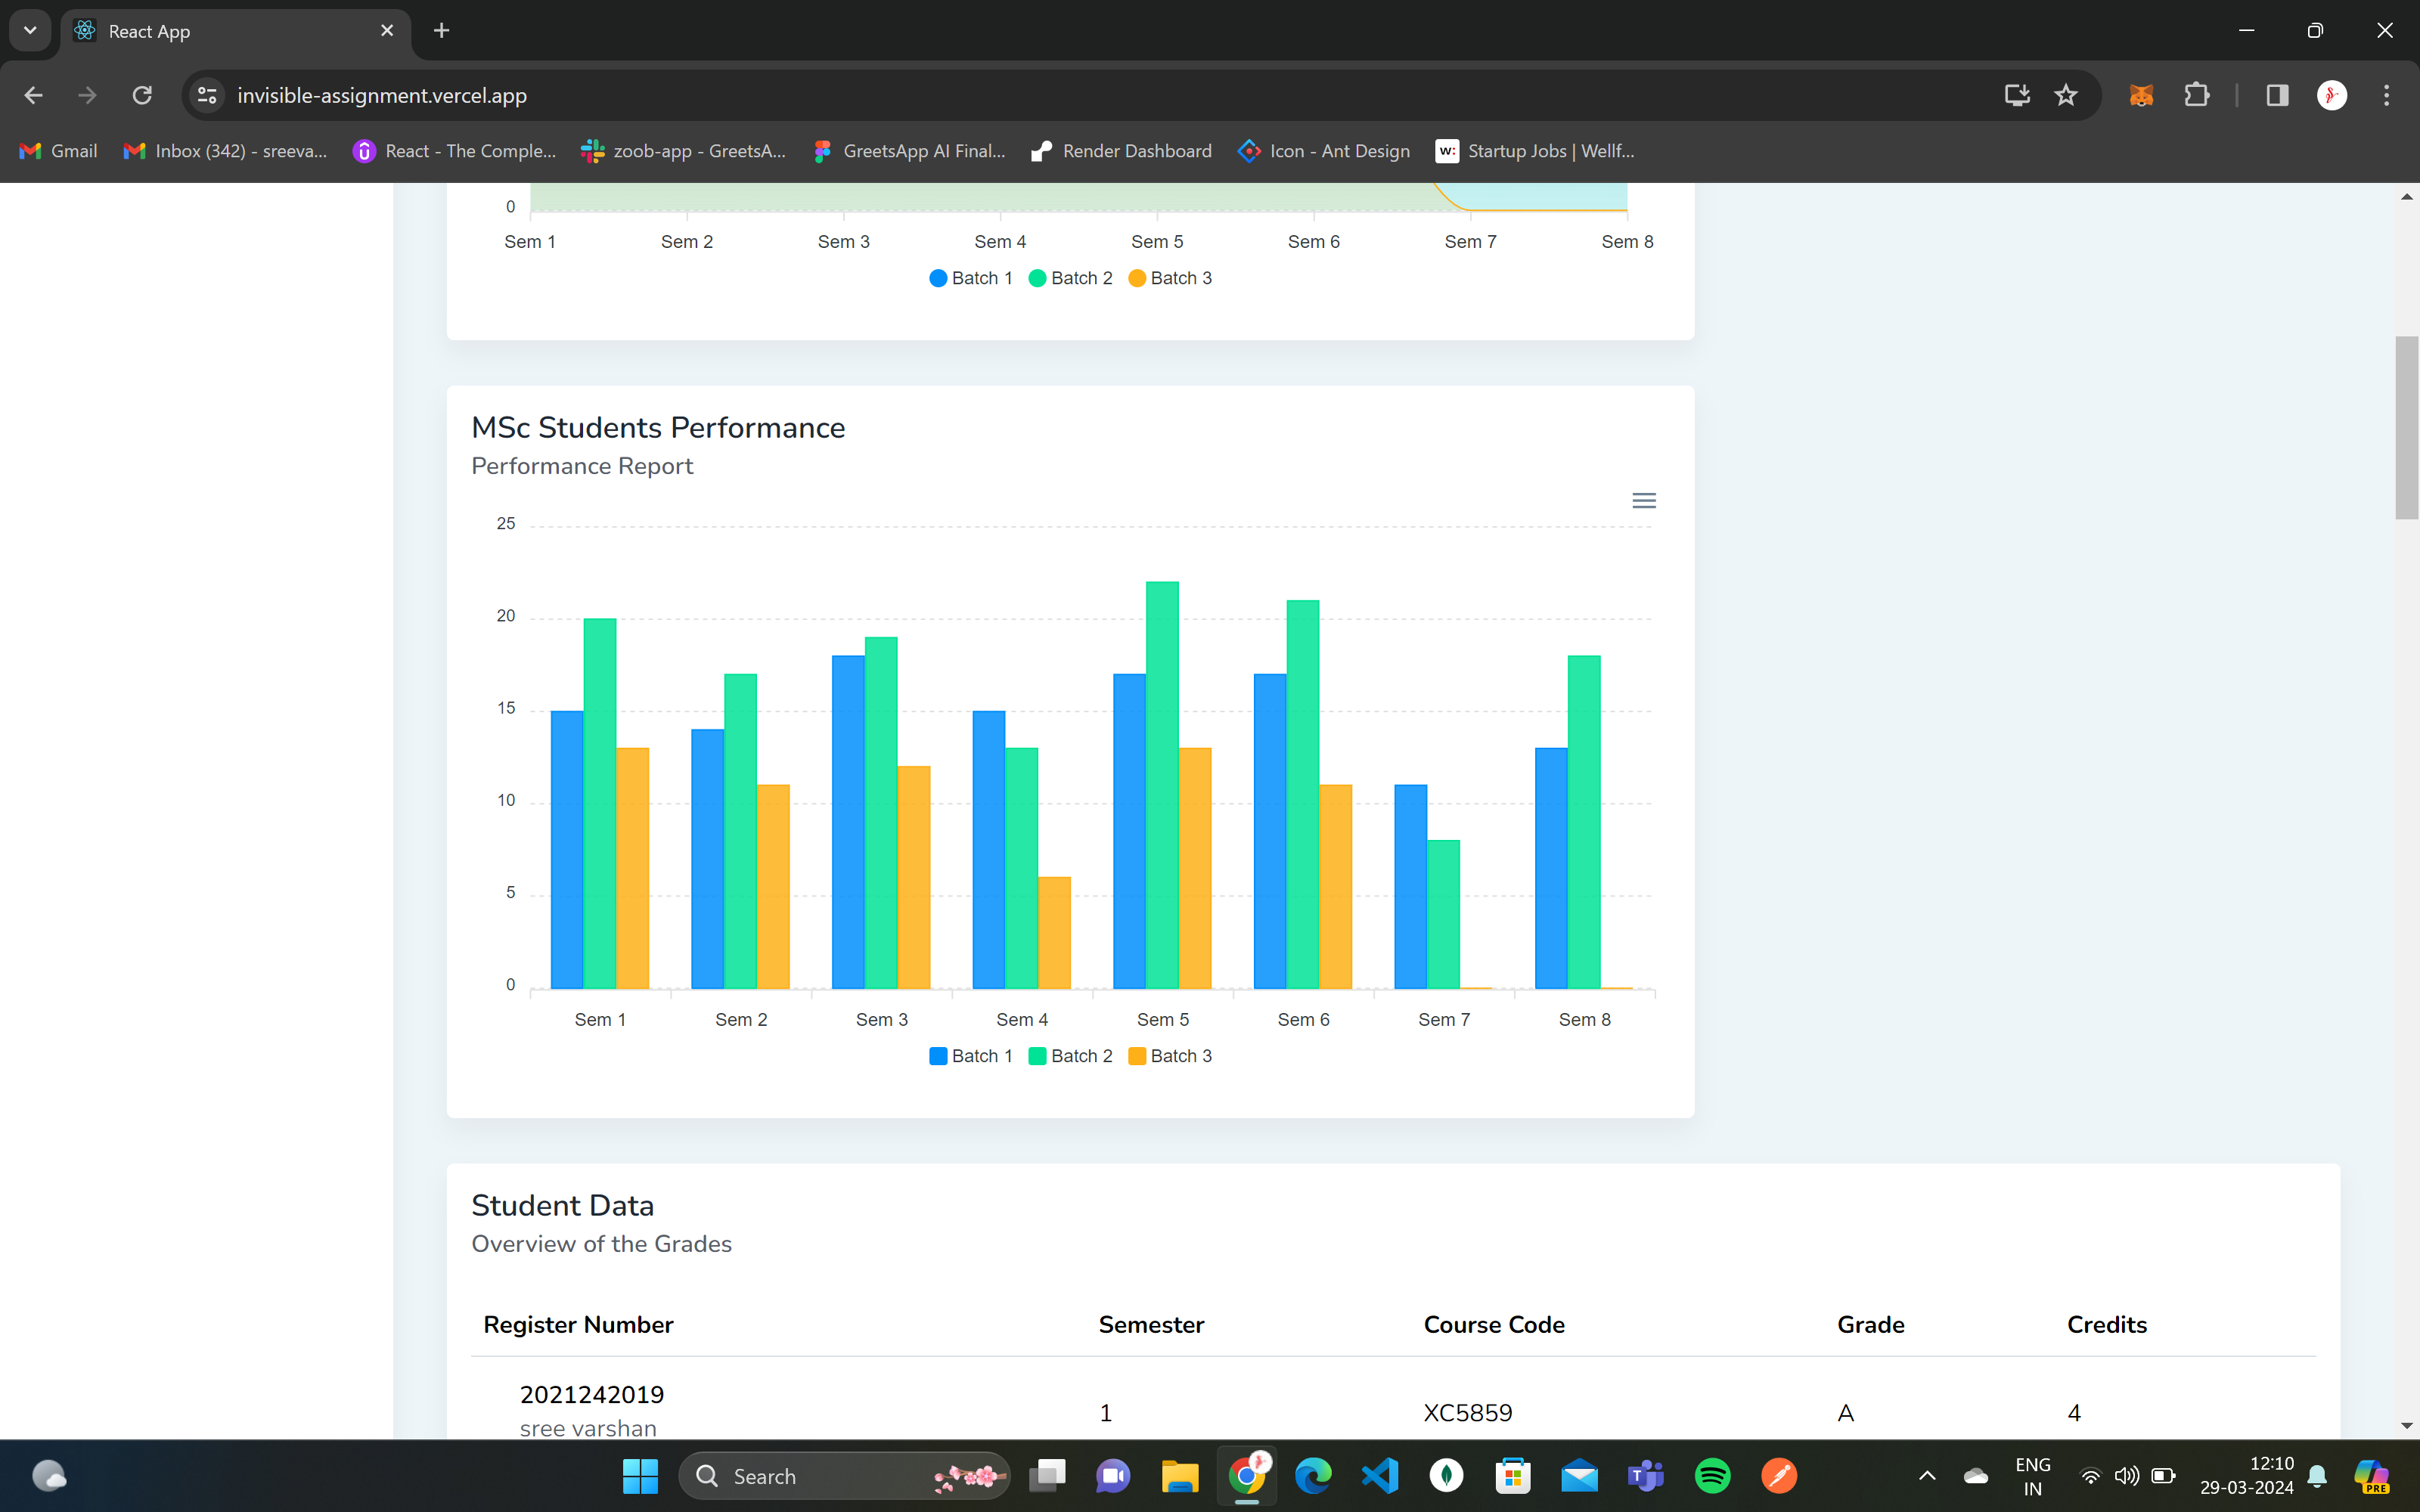 React App
invisible-assignment.vercel.app
Gmail
Inbox (342) - sreeva...
React - The Comple...
zoob-app - GreetsA...
GreetsApp AI Final...
Render Dashboard
Icon - Ant Design
w: Startup Jobs | Wellf...
0
Sem 1 Sem 2 Sem 3 Sem 4 Sem 5 Sem 6 Sem 7 Sem 8
Batch 1 Batch 2 Batch 3
MSc Students Performance
Performance Report
25
20
15
10
5
0
Sem 1 Sem 2 Sem 3 Sem 4 Sem 5 Sem 6 Sem 7 Sem 8
Batch 1 Batch 2 Batch 3
Student Data
Overview of the Grades
Register Number Semester Course Code Grade Credits
2021242019 1 XC5859 A 4
sree varshan
Search
ENG
IN
12:10
29-03-2024
PRE